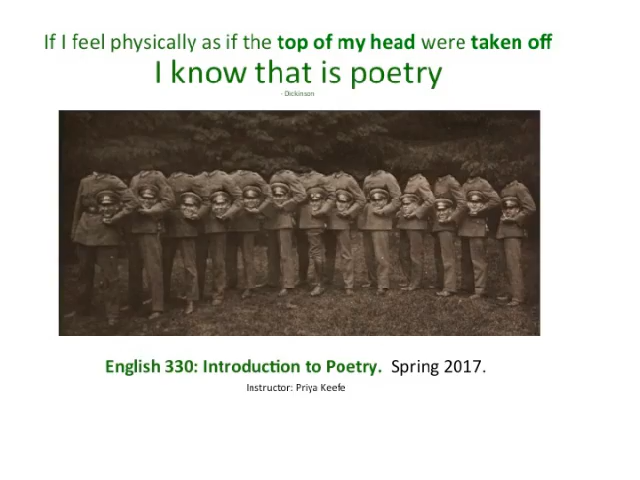 If I feel physically as if the top of my head were taken off
I know that is poetry
- Dickinson
English 330: Introduction to Poetry. Spring 2017.
Instructor: Priya Keefe